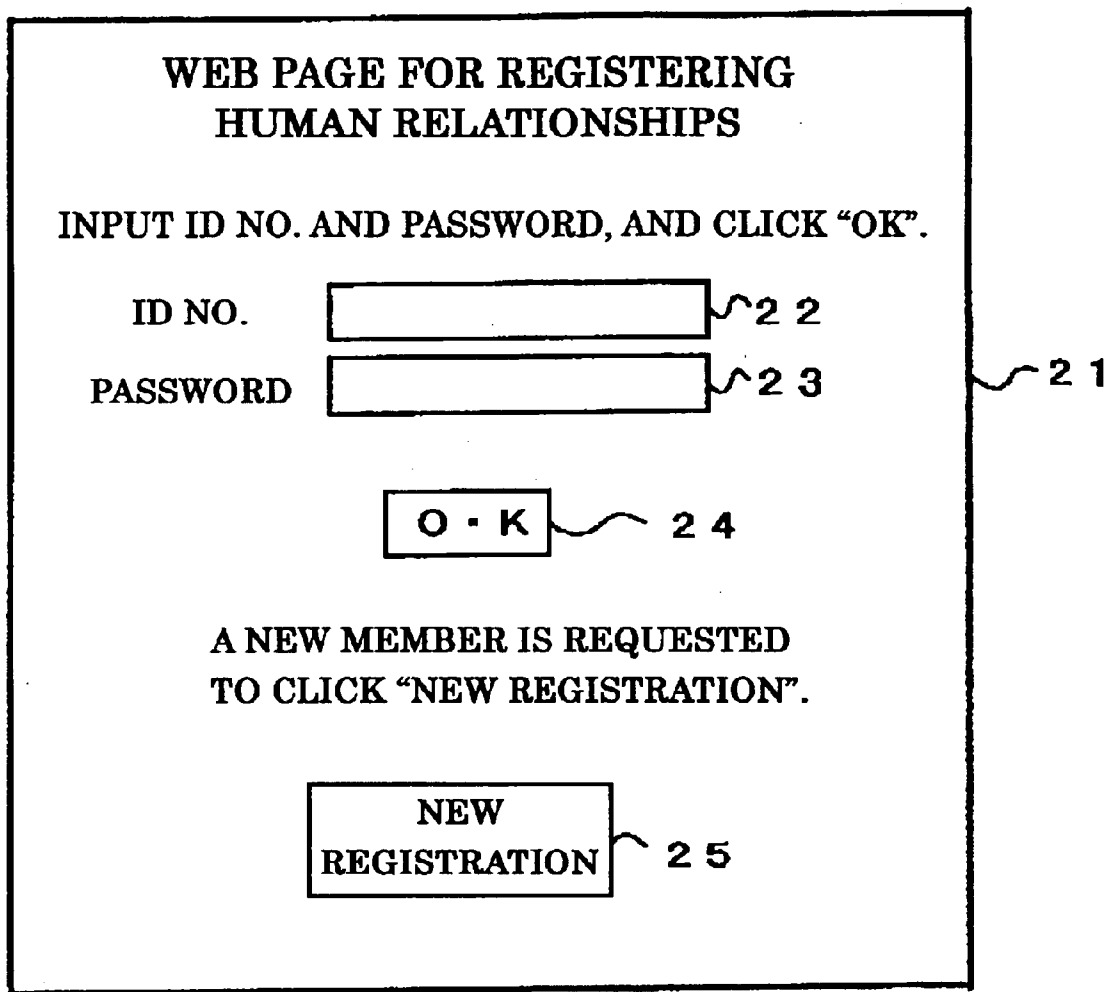 WEB PAGE FOR REGISTERING
HUMAN RELATIONSHIPS
INPUT ID NO. AND PASSWORD, AND CLICK “OK”.
ID NO.
22
PASSWORD
23
21
O・K
24
A NEW MEMBER IS REQUESTED
TO CLICK “NEW REGISTRATION”.
NEW
REGISTRATION
25